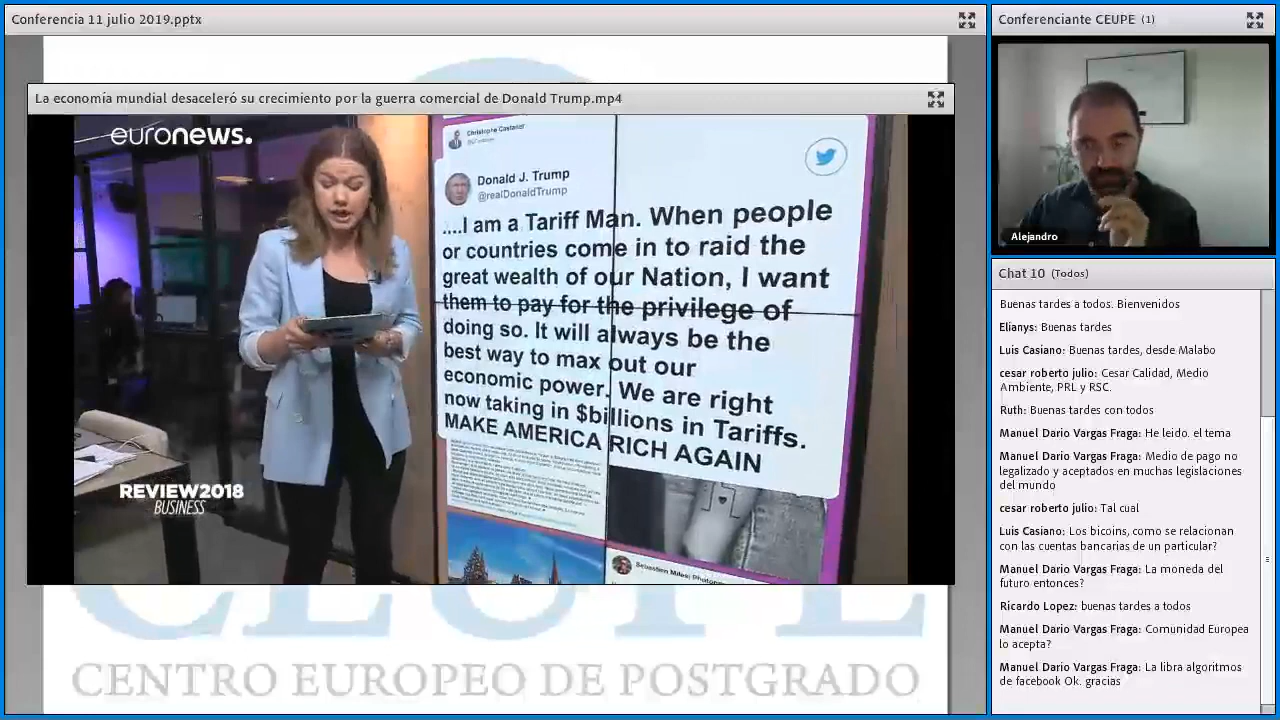 Conferencia 11 julio 2019.pptx
La economía mundial desaceleró su crecimiento por la guerra comercial de Donald Trump.mp4
euronews.
Christophe Castaner
Donald J. Trump
@realDonaldTrump
....I am a Tariff Man. When people
or countries come in to raid the
great wealth of our Nation, I want
them to pay for the privilege of
doing so. It will always be the
best way to max out our
economic power. We are right
now taking in $billions in Tariffs.
MAKE AMERICA RICH AGAIN
REVIEW2018
BUSINESS
CEUPE
CENTRO EUROPEO DE POSTGRADO
Conferenciante CEUPE (1)
Alejandro
Chat 10 (Todos)
Buenas tardes a todos. Bienvenidos
Elianys: Buenas tardes
Luis Casiano: Buenas tardes, desde Malabo
cesar roberto julio: Cesar Calidad, Medio
Ambiente, PRL y RSC.
Ruth: Buenas tardes con todos
Manuel Dario Vargas Fraga: He leido. el tema
Manuel Dario Vargas Fraga: Medios de pago
legalizado y aceptados en muchas legislaciones
del mundo
cesar roberto julio: Tal cual
Luis Casiano: Los bicoins, como se relacionan
con las cuentas bancarias de un particular?
Manuel Dario Vargas Fraga: La moneda del
futuro entonces?
Ricardo Lopez: buenas tardes a todos
Manuel Dario Vargas Fraga: Comunidad Europea
lo acepta?
Manuel Dario Vargas Fraga: La libra algoritmos
de facebook Ok. gracias